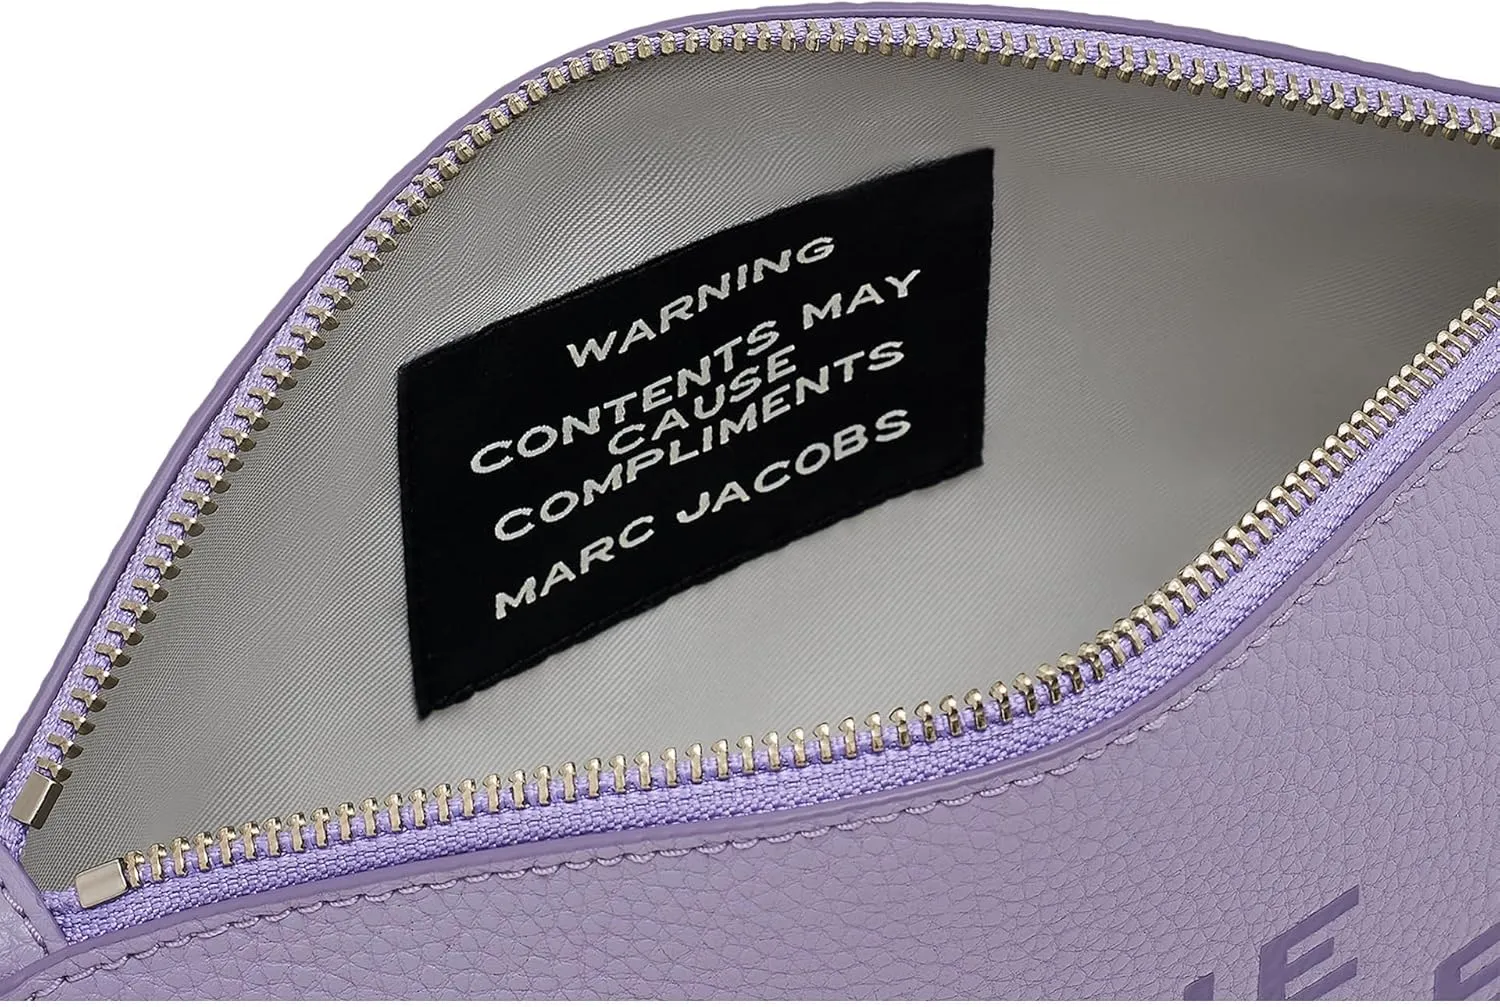 WARNING
CONTENTS MAY
CAUSE
COMPLIMENTS
MARC JACOBS